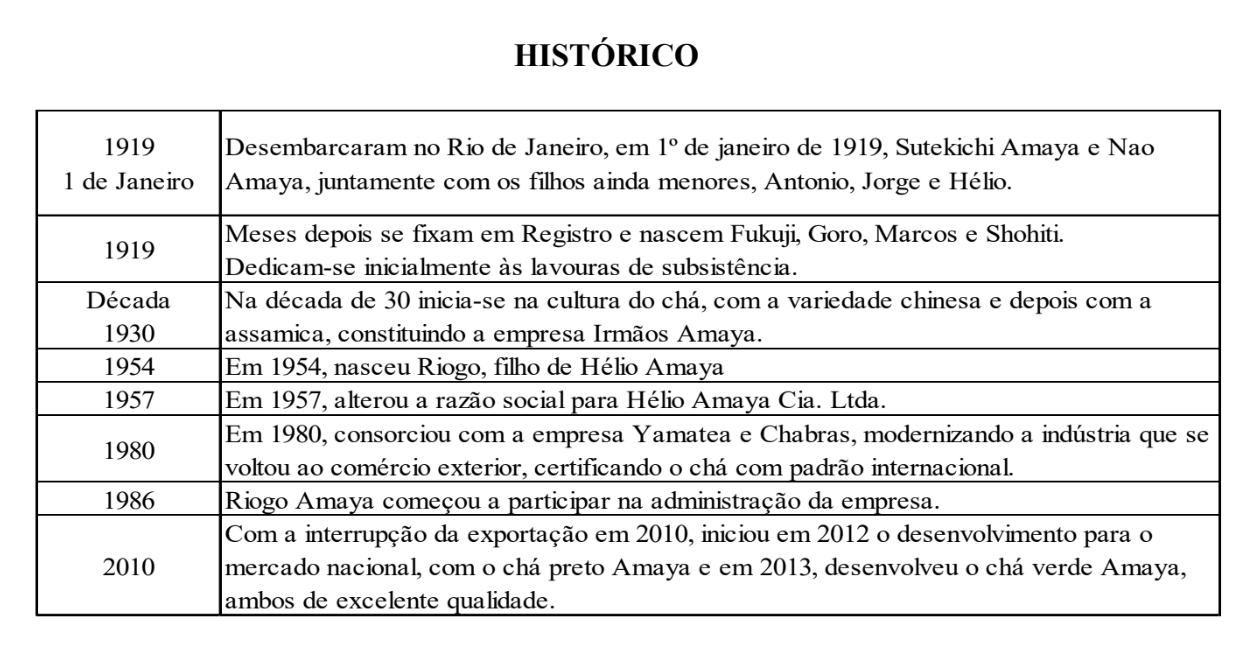 HISTÓRICO
1919
1 de Janeiro
Desembarcaram no Rio de Janeiro, em 1º de janeiro de 1919, Sutekichi Amaya e Nao
Amaya, juntamente com os filhos ainda menores, Antonio, Jorge e Hélio.
1919
Meses depois se fixam em Registro e nascem Fukuji, Goro, Marcos e Shohiti.
Dedicam-se inicialmente às lavouras de subsistência.
Década
1930
Na década de 30 inicia-se na cultura do chá, com a variedade chinesa e depois com a
assamica, constituindo a empresa Irmãos Amaya.
1954
Em 1954, nasceu Riogo, filho de Hélio Amaya
1957
Em 1957, alterou a razão social para Hélio Amaya Cia. Ltda.
1980
Em 1980, consorciou com a empresa Yamatea e Chabras, modernizando a indústria que se
voltou ao comércio exterior, certificando o chá com padrão internacional.
1986
Riogo Amaya começou a participar na administração da empresa.
2010
Com a interrupção da exportação em 2010, iniciou em 2012 o desenvolvimento para o
mercado nacional, com o chá preto Amaya e em 2013, desenvolveu o chá verde Amaya,
ambos de excelente qualidade.